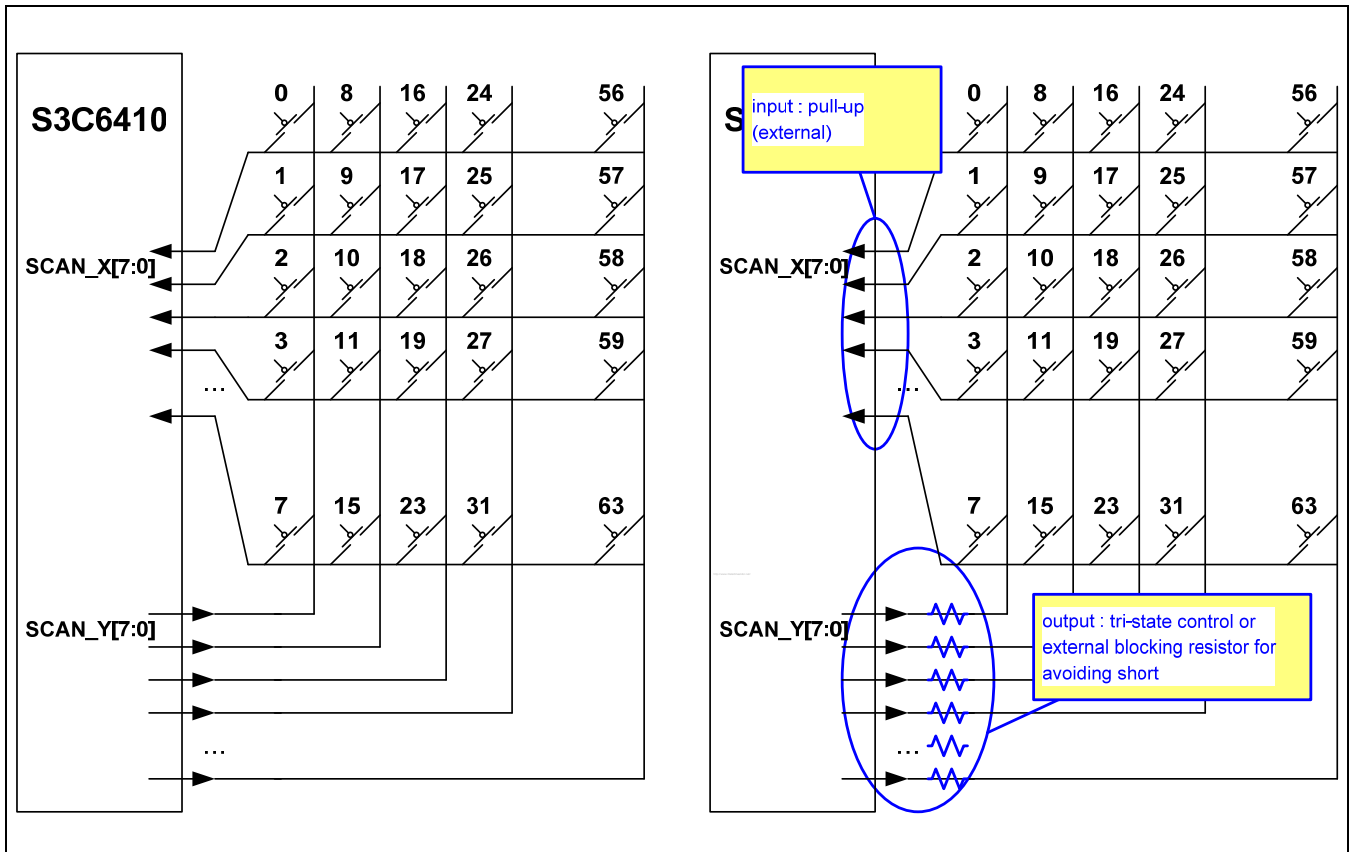 S3C6410
0 8 16 24 56
1 9 17 25 57
SCAN_X[7:0]
2 10 18 26 58
3 11 19 27 59
...
7 15 23 31 63
SCAN_Y[7:0]
...
S
input : pull-up
(external)
0 8 16 24 56
1 9 17 25 57
SCAN_X[7:0]
2 10 18 26 58
3 11 19 27 59
...
7 15 23 31 63
SCAN_Y[7:0]
output : tri-state control or
external blocking resistor for
avoiding short
...